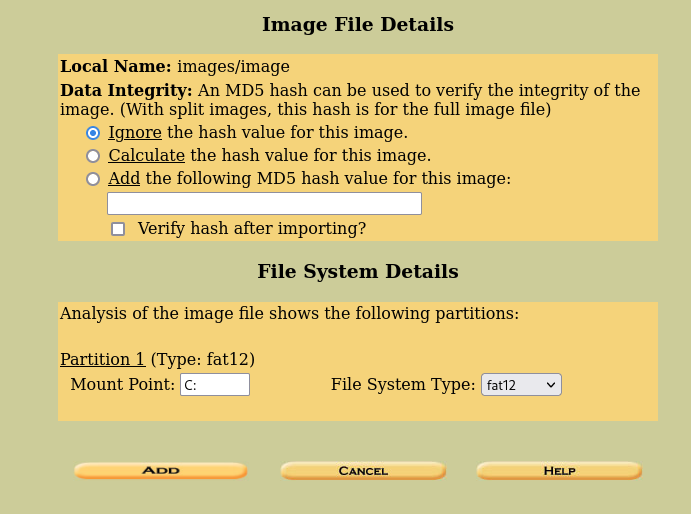 Image File Details
Local Name: images/image
Data Integrity: An MD5 hash can be used to verify the integrity of the
image. (With split images, this hash is for the full image file)
Ignore the hash value for this image.
Calculate the hash value for this image.
Add the following MD5 hash value for this image:
Verify hash after importing?
File System Details
Analysis of the image file shows the following partitions:
Partition 1 (Type: fat12)
Mount Point: C: File System Type: fat12
ADD CANCEL HELP